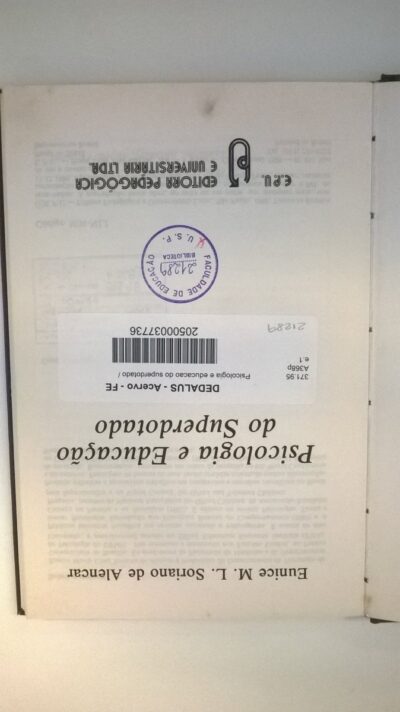 Eunice M. L. Soriano de Alencar
Psicologia e Educação
do Superdotado
DEDALUS - Acervo - FE
Psicologia e educacao do superdotado /
371.95
A368p
e.1
20500037736
21289
FACULDADE DE EDUCAÇÃO
BIBLIOTECA
21289
U. S. P.
E.P.U.
EDITORA PEDAGÓGICA
E UNIVERSITÁRIA LTDA.